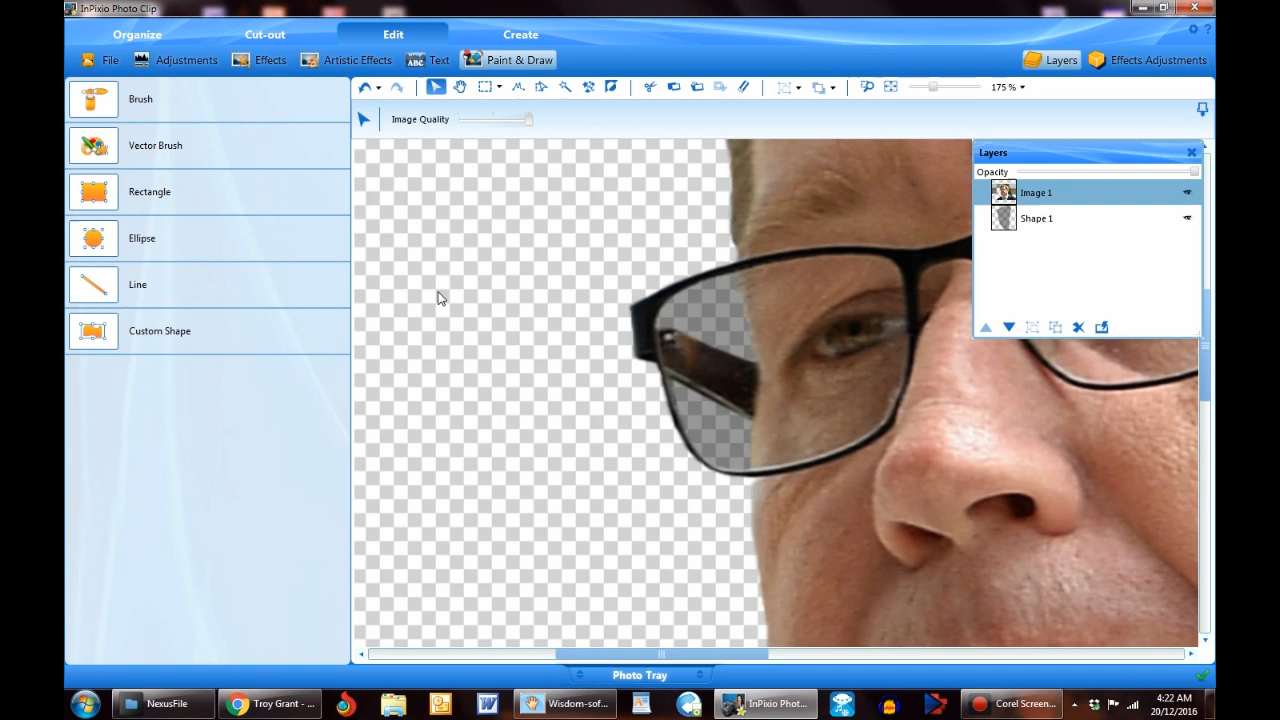 InPixio Photo Clip
Organize Cut-out Edit Create
File Adjustments Effects Artistic Effects ABC Text Paint & Draw Layers Effects Adjustments
175 %
Image Quality
Brush
Vector Brush
Rectangle
Ellipse
Line
Custom Shape
Layers
Opacity
Image 1
Shape 1
Photo Tray
NexusFile Troy Grant - ... Wisdom-sof... InPixio Phot... Corel Screen...
4:22 AM
20/12/2016